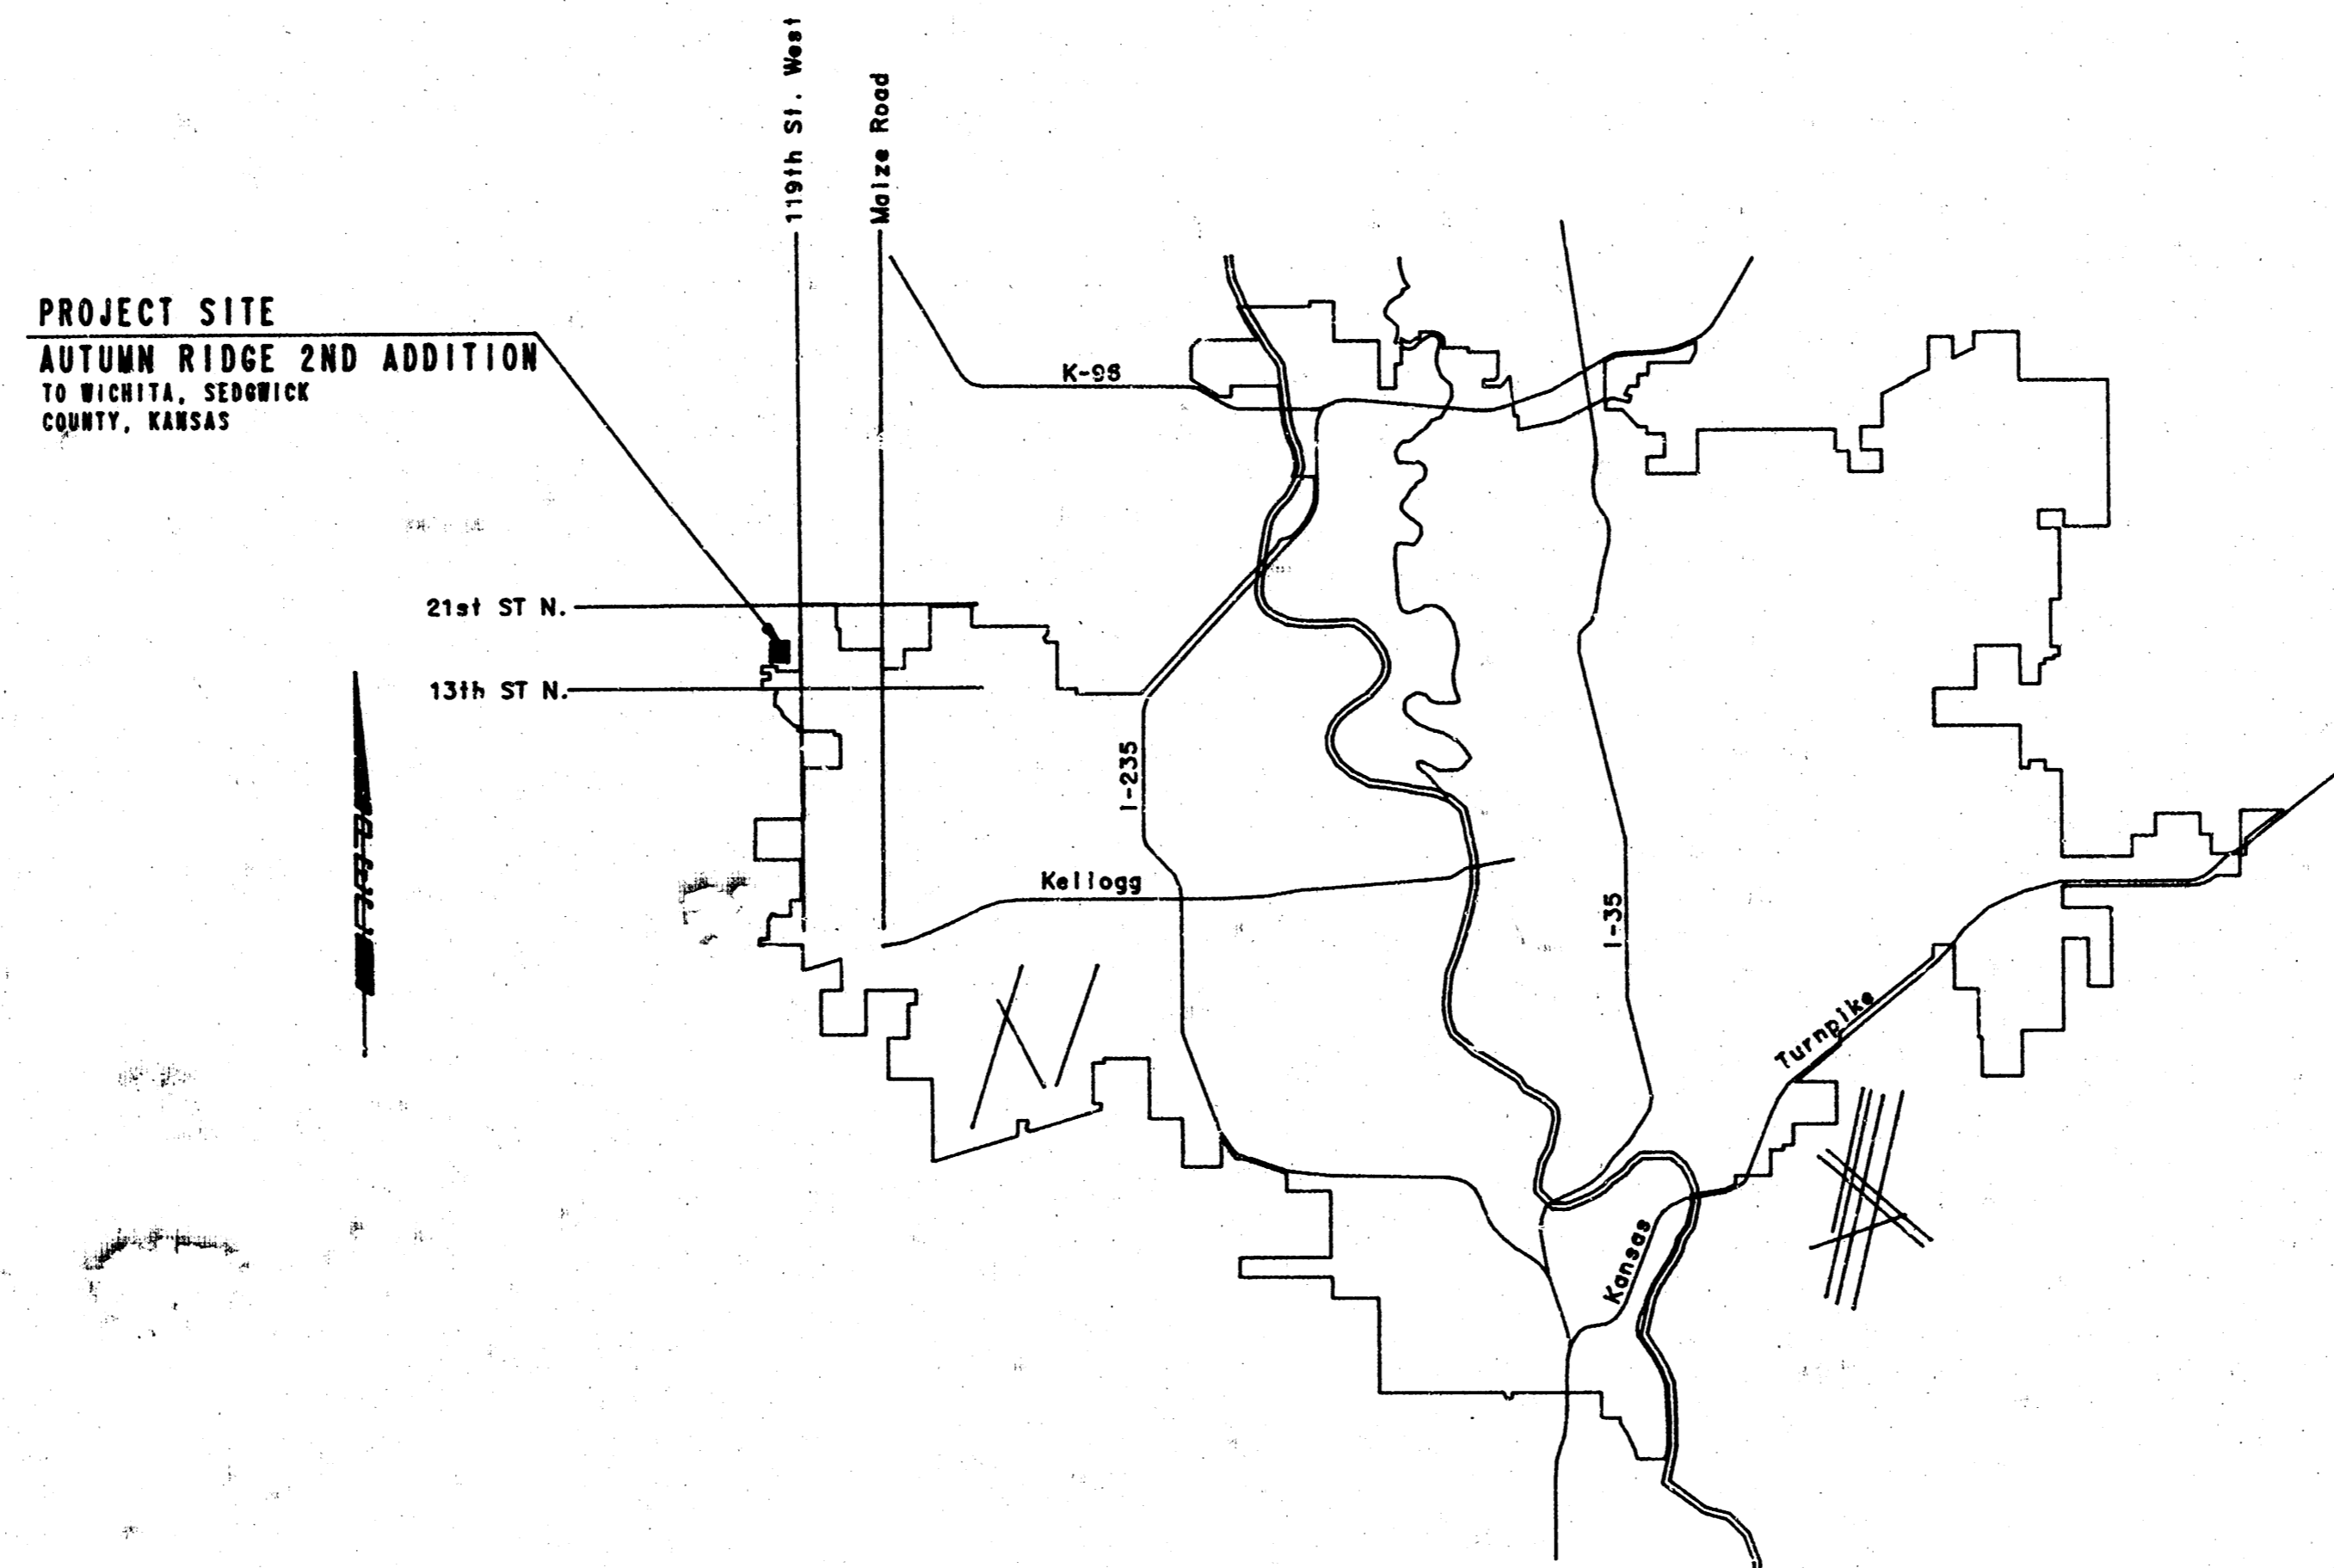 119th St. West
Maize Road
PROJECT SITE
AUTUMN RIDGE 2ND ADDITION
TO WICHITA, SEDGWICK
COUNTY, KANSAS
K-96
21st ST N.
13th ST N.
I-235
Kellogg
I-35
Turnpike
Kansas